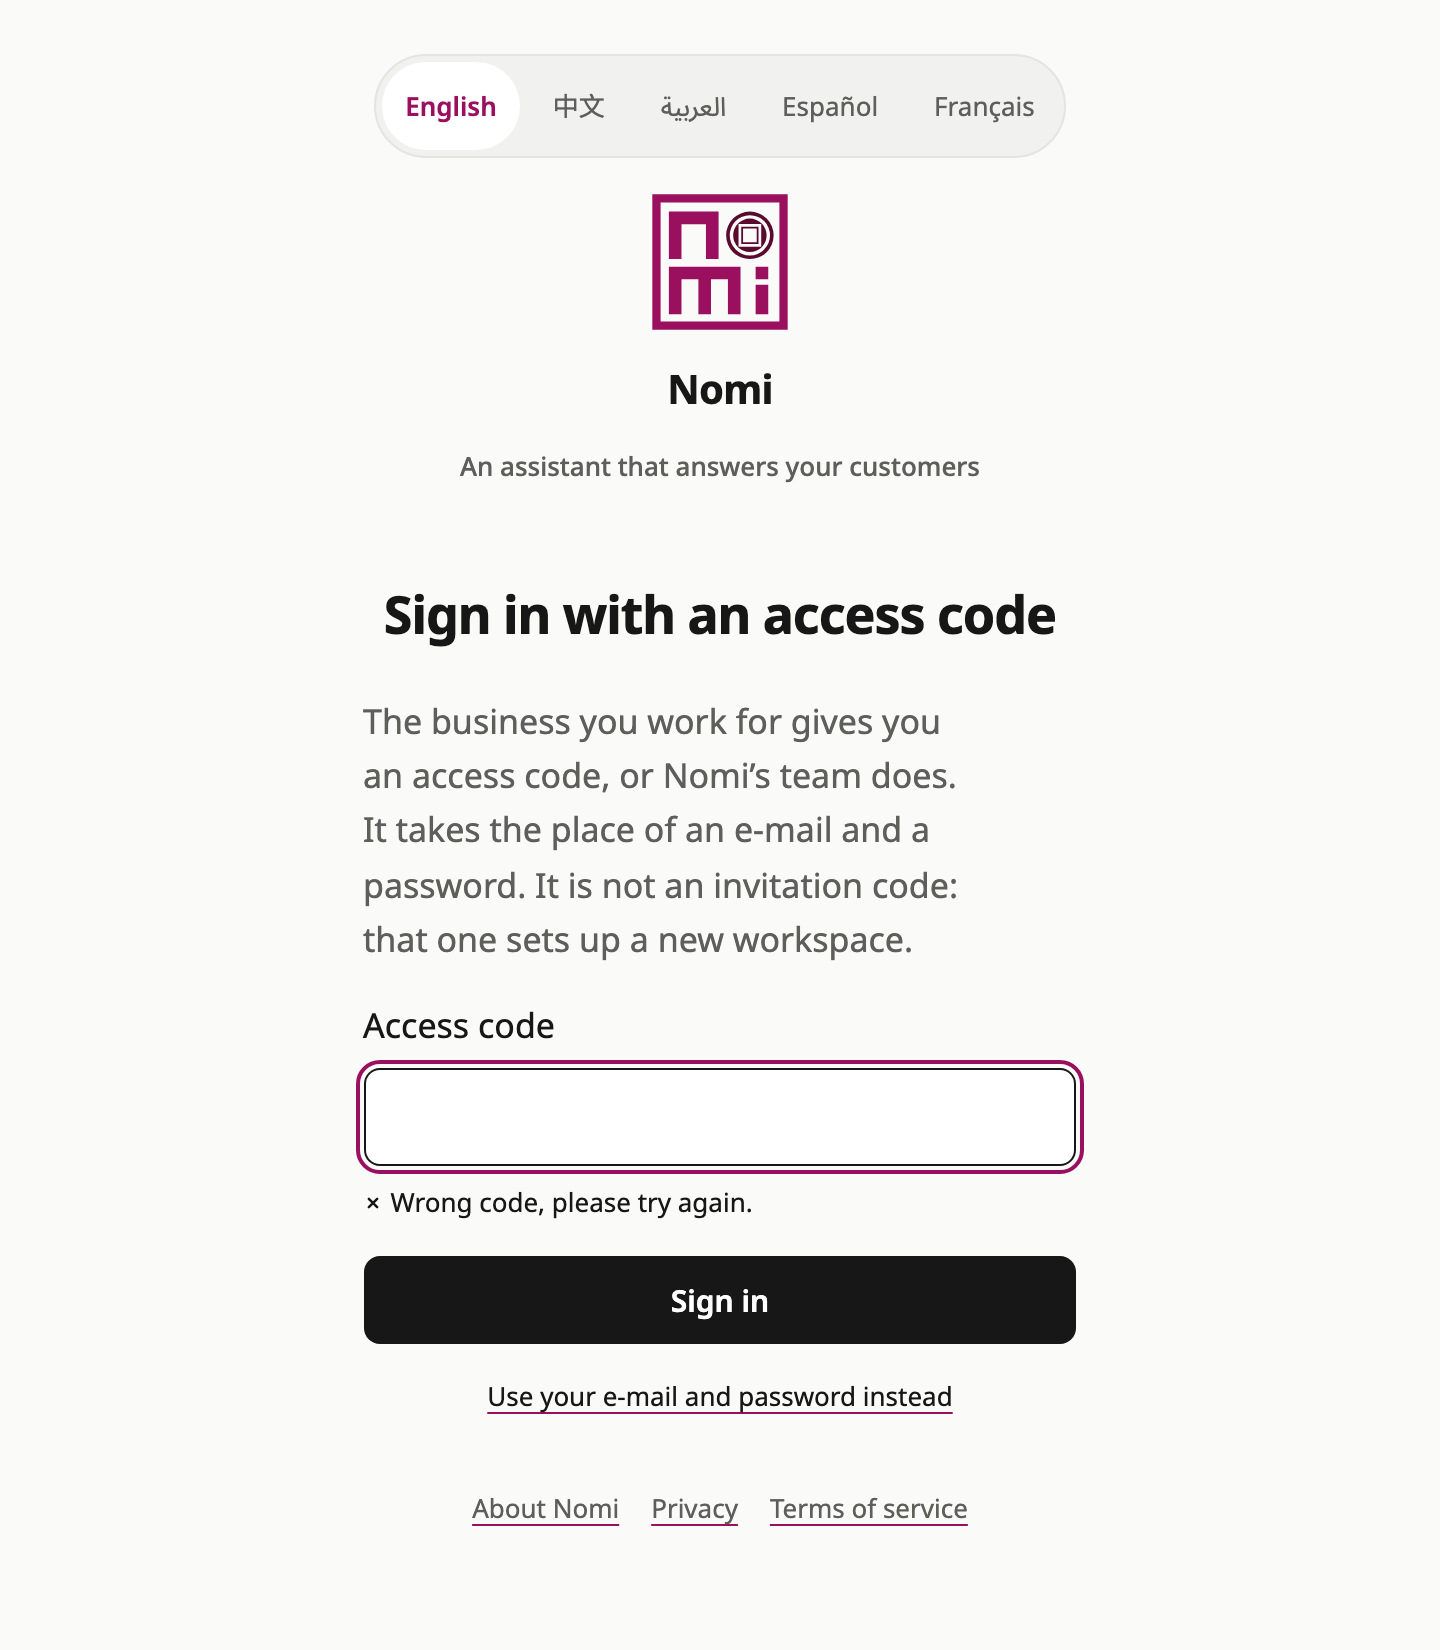 English
中文
العربية
Español
Français
nomi
Nomi
An assistant that answers your customers
Sign in with an access code
The business you work for gives you
an access code, or Nomi’s team does.
It takes the place of an e-mail and a
password. It is not an invitation code:
that one sets up a new workspace.
Access code
× Wrong code, please try again.
Sign in
Use your e-mail and password instead
About Nomi
Privacy
Terms of service